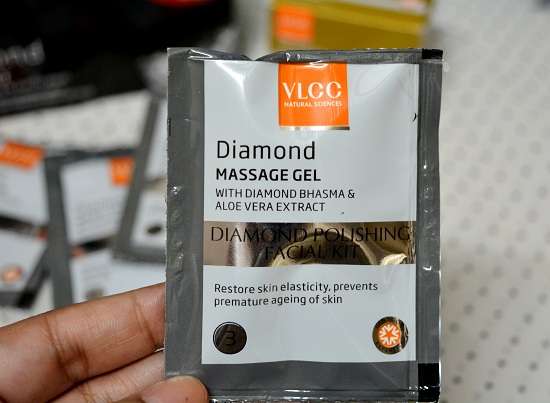 VLCC
NATURAL SCIENCES
Diamond
MASSAGE GEL
WITH DIAMOND BHASMA &
ALOE VERA EXTRACT
DIAMOND POLISHING
FACIAL KIT
Restore skin elasticity, prevents
premature ageing of skin
3